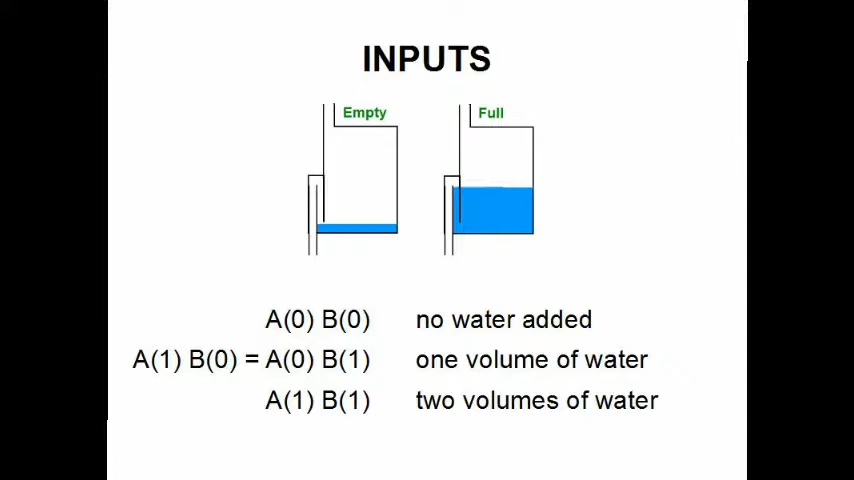 INPUTS
Empty Full
A(0) B(0) no water added
A(1) B(0) = A(0) B(1) one volume of water
A(1) B(1) two volumes of water